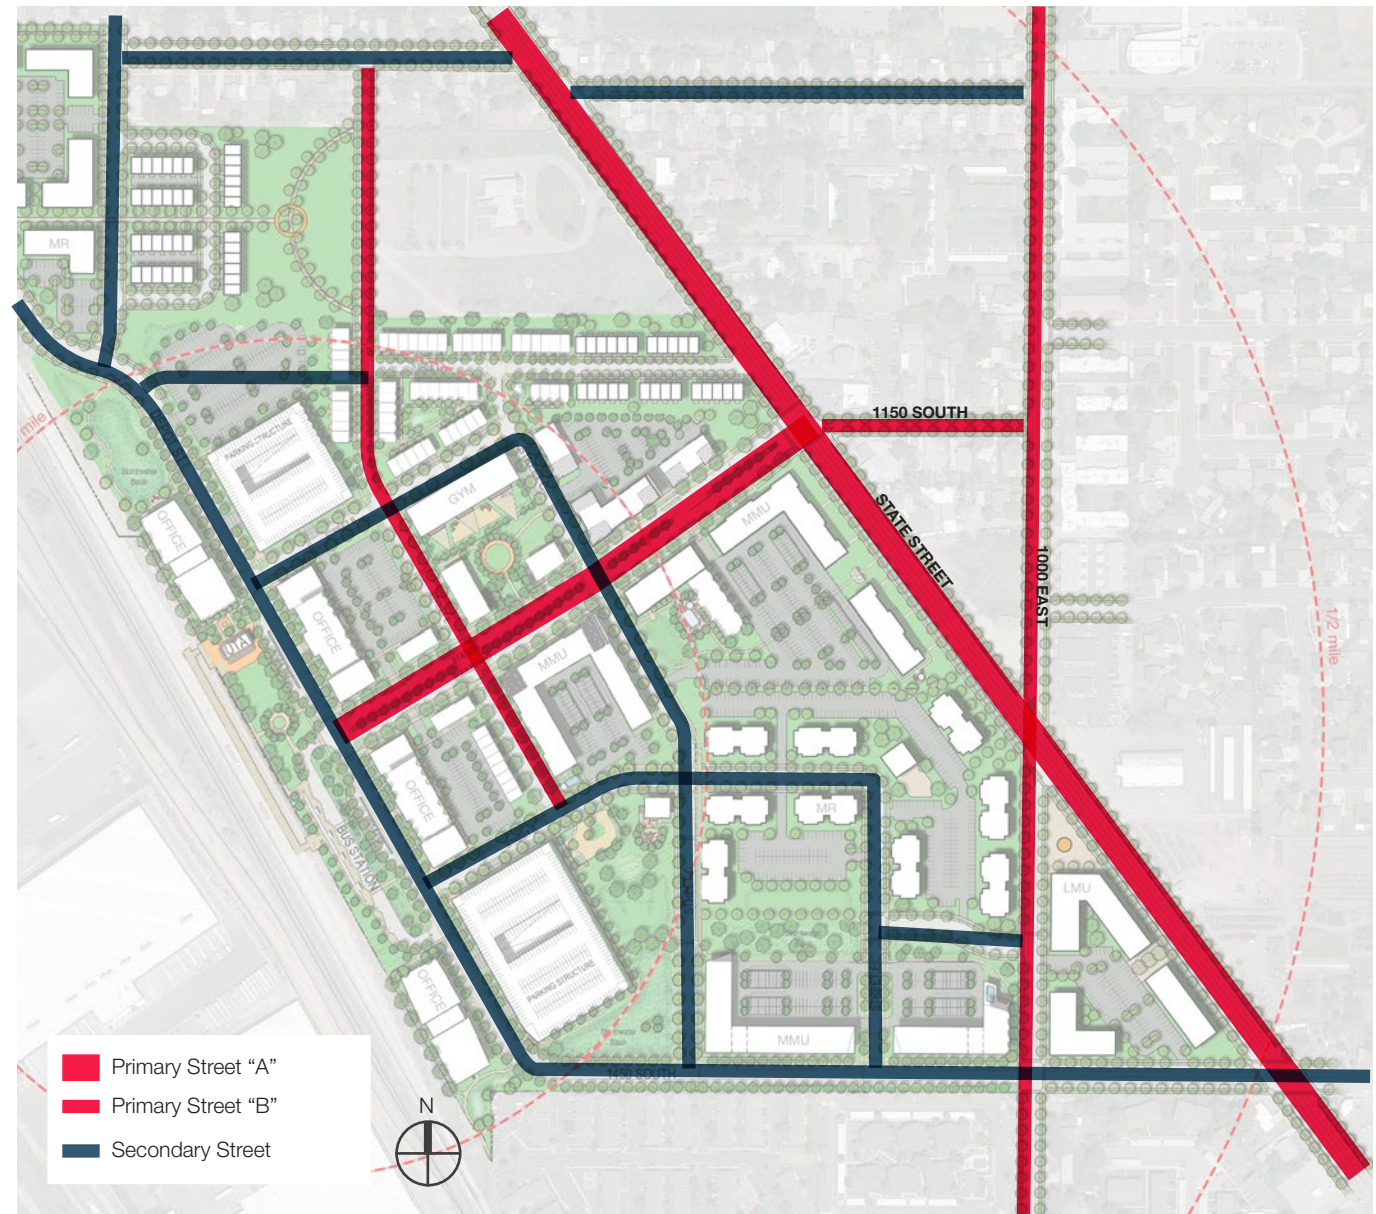 MR
mile
1150 SOUTH
PARKING STRUCTURE
GYM
OFFICE
MMU
STATE STREET
1000 EAST
OFFICE
1/2 mile
UTA
MMU
OFFICE
MR
BUS STATION
LMU
OFFICE
PARKING STRUCTURE
MMU
1450 SOUTH
Primary Street “A”
Primary Street “B”
Secondary Street
N